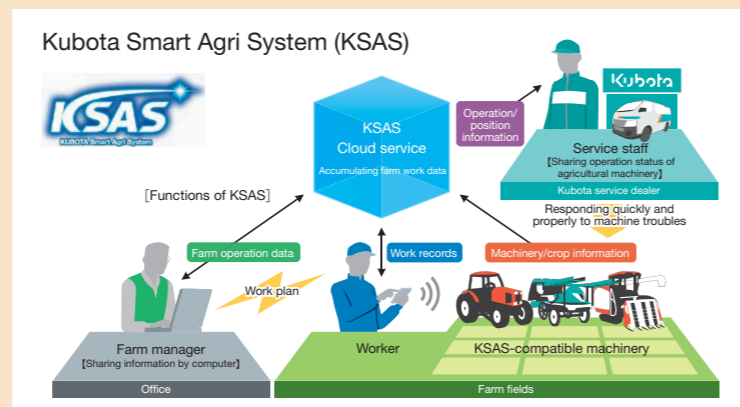 Kubota Smart Agri System (KSAS)
KSAS
KUBOTA Smart Agri System
KSAS
Cloud service
Accumulating farm work data
Operation/
position
information
Kubota
Service staff
【Sharing operation status of
agricultural machinery】
Kubota service dealer
Responding quickly and
properly to machine troubles
［Functions of KSAS］
Farm operation data
Work records
Machinery/crop information
Work plan
Farm manager
【Sharing information by computer】
Office
Worker
KSAS-compatible machinery
Farm fields